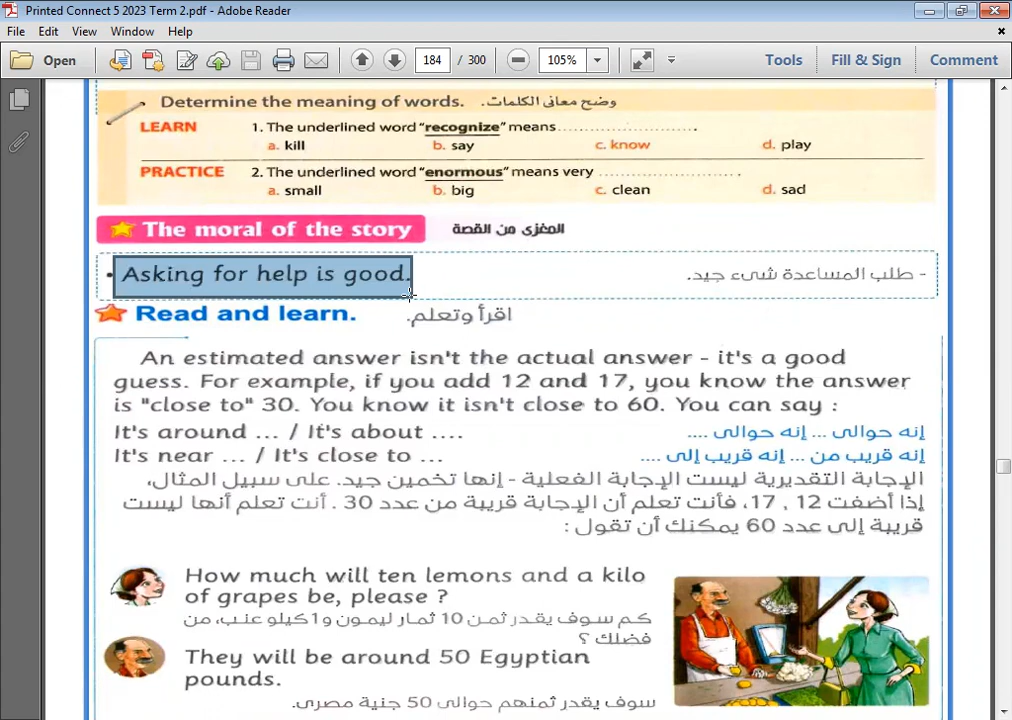 Printed Connect 5 2023 Term 2.pdf - Adobe Reader
File Edit View Window Help
Open 184 / 300 105% Tools Fill & Sign Comment
Determine the meaning of words. وضح معانى الكلمات.
LEARN 1. The underlined word “recognize” means....................................
a. kill b. say c. know d. play
PRACTICE 2. The underlined word “enormous” means very ....................................
a. small b. big c. clean d. sad
The moral of the story المغزى من القصة
• Asking for help is good. - طلب المساعدة شىء جيد.
Read and learn. اقرأ وتعلم.
An estimated answer isn't the actual answer - it's a good
guess. For example, if you add 12 and 17, you know the answer
is "close to" 30. You know it isn't close to 60. You can say :
It's around ... / It's about .... إنه حوالى ... إنه حوالى ....
It's near ... / It's close to ... إنه قريب من ... إنه قريب إلى ....
الإجابة التقديرية ليست الإجابة الفعلية - إنها تخمين جيد. على سبيل المثال،
إذا أضفت 12 , 17، فأنت تعلم أن الإجابة قريبة من عدد 30 . أنت تعلم أنها ليست
قريبة إلى عدد 60 يمكنك أن تقول :
How much will ten lemons and a kilo
of grapes be, please ?
كم سوف يقدر ثمن 10 ثمار ليمون و1 كيلو عنب، من
فضلك ؟
They will be around 50 Egyptian
pounds.
سوف يقدر ثمنهم حوالى 50 جنية مصرى.